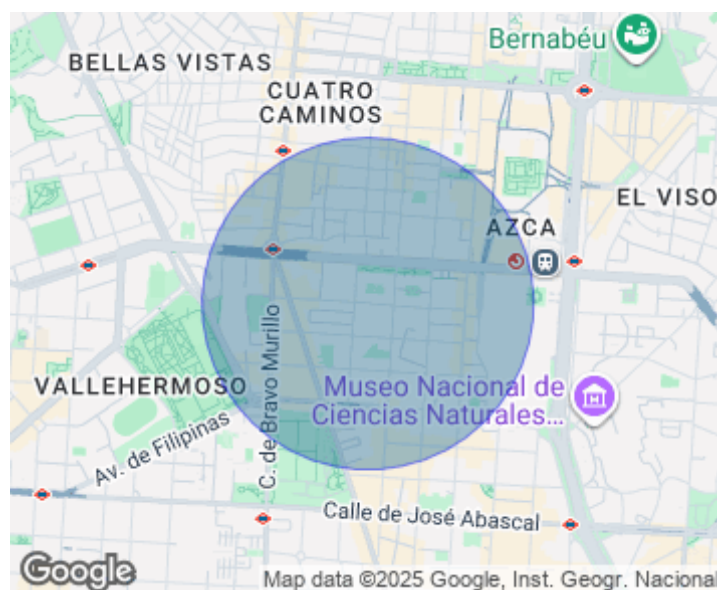 Bernabéu
BELLAS VISTAS
CUATRO
CAMINOS
EL VISO
AZCA
C. de Bravo Murillo
VALLEHERMOSO
Museo Nacional de
Ciencias Naturales...
Av. de Filipinas
Calle de José Abascal
Google
Map data ©2025 Google, Inst. Geogr. Nacional